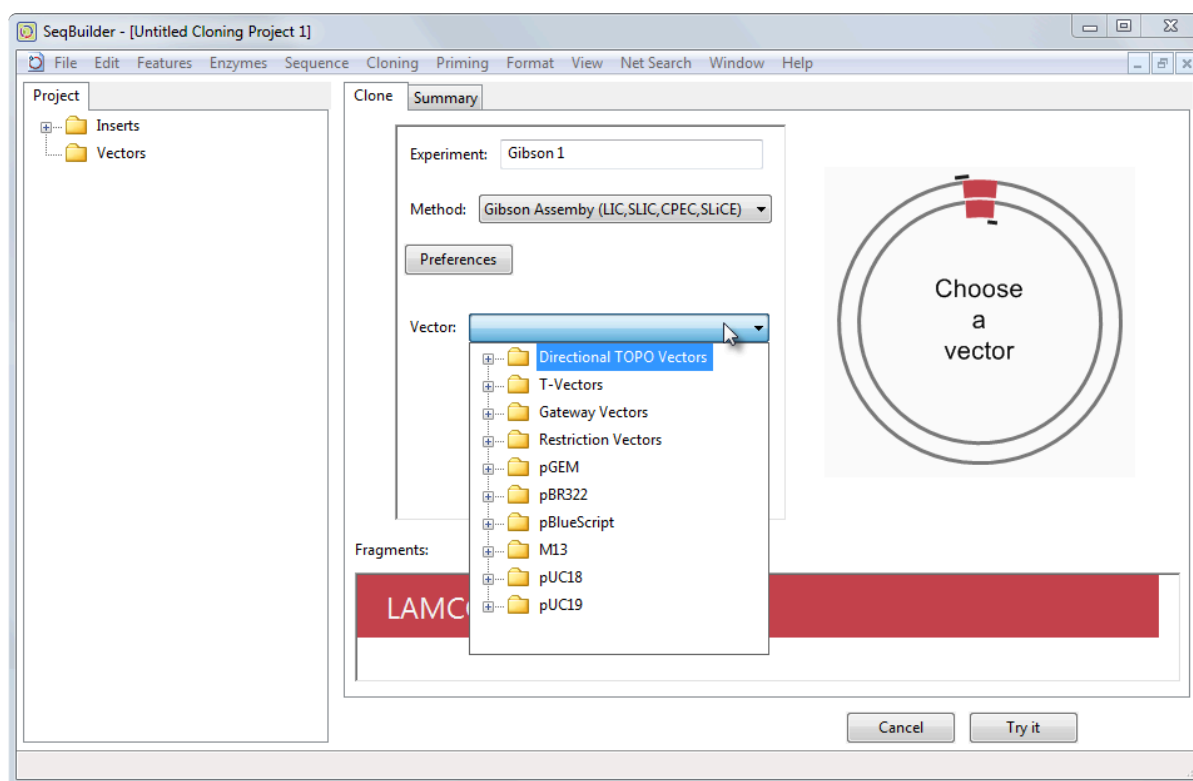 SeqBuilder - [Untitled Cloning Project 1]
File Edit Features Enzymes Sequence Cloning Priming Format View Net Search Window Help
Project
Inserts
Vectors
Clone Summary
Experiment: Gibson 1
Method: Gibson Assemby (LIC,SLIC,CPEC,SLiCE)
Preferences
Vector:
Directional TOPO Vectors
T-Vectors
Gateway Vectors
Restriction Vectors
pGEM
pBR322
pBlueScript
M13
pUC18
pUC19
Choose
a
vector
Fragments:
Cancel Try it